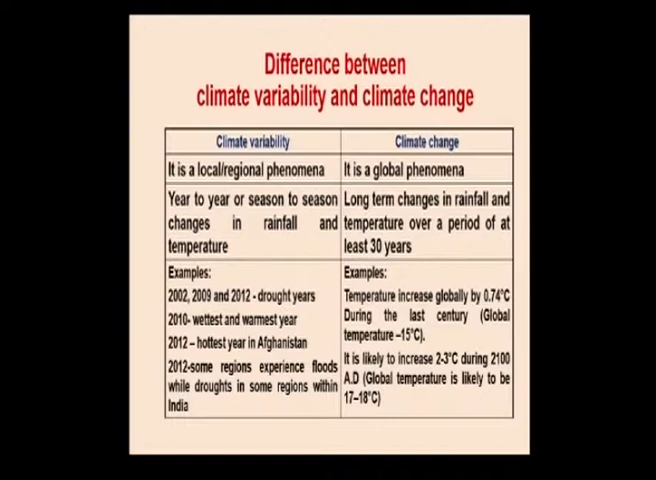 Difference between
climate variability and climate change
Climate variability
Climate change
It is a local/regional phenomena
It is a global phenomena
Year to year or season to season
changes in rainfall and
temperature
Long term changes in rainfall and
temperature over a period of at
least 30 years
Examples:
2002, 2009 and 2012 - drought years
2010- wettest and warmest year
2012 – hottest year in Afghanistan
2012-some regions experience floods
while droughts in some regions within
India
Examples:
Temperature increase globally by 0.74°C
During the last century (Global
temperature –15°C).
It is likely to increase 2-3°C during 2100
A.D (Global temperature is likely to be
17–18°C)